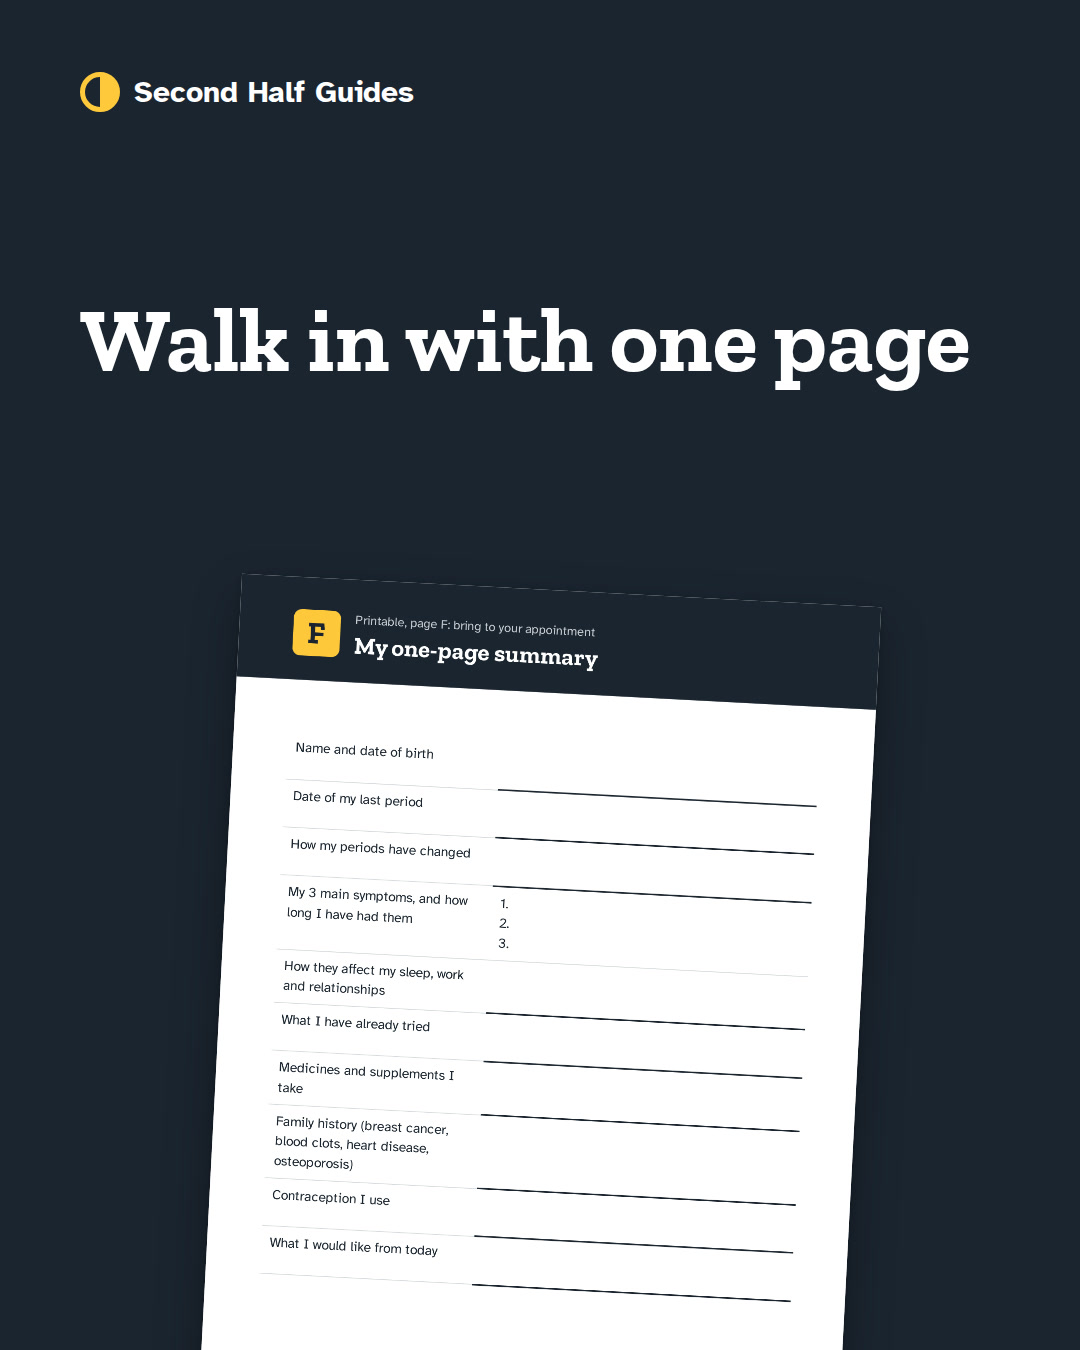 Second Half Guides
Walk in with one page
F
Printable, page F: bring to your appointment
My one-page summary
Name and date of birth
Date of my last period
How my periods have changed
My 3 main symptoms, and how
long I have had them
1.
2.
3.
How they affect my sleep, work
and relationships
What I have already tried
Medicines and supplements I
take
Family history (breast cancer,
blood clots, heart disease,
osteoporosis)
Contraception I use
What I would like from today